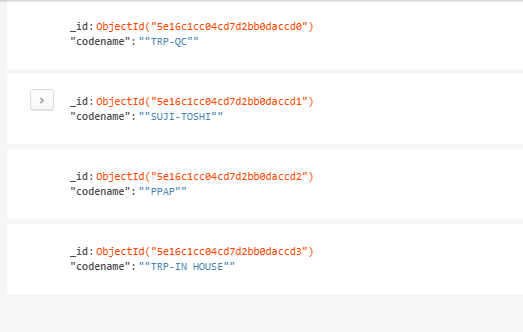 _id: ObjectId("5e16c1cc04cd7d2bb0daccd0")
"codename": ""TRP-QC""
_id: ObjectId("5e16c1cc04cd7d2bb0daccd1")
"codename": ""SUJI-TOSHI""
_id: ObjectId("5e16c1cc04cd7d2bb0daccd2")
"codename": ""PPAP""
_id: ObjectId("5e16c1cc04cd7d2bb0daccd3")
"codename": ""TRP-IN HOUSE""